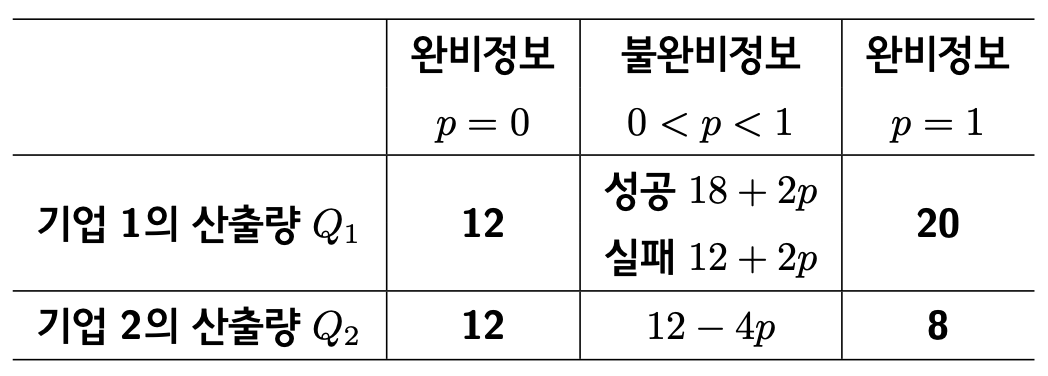 완비정보 불완비정보 완비정보
p = 0 0 < p < 1 p = 1
성공 18 + 2p
기업 1의 산출량 Q₁ 12 20
실패 12 + 2p
기업 2의 산출량 Q₂ 12 12 − 4p 8